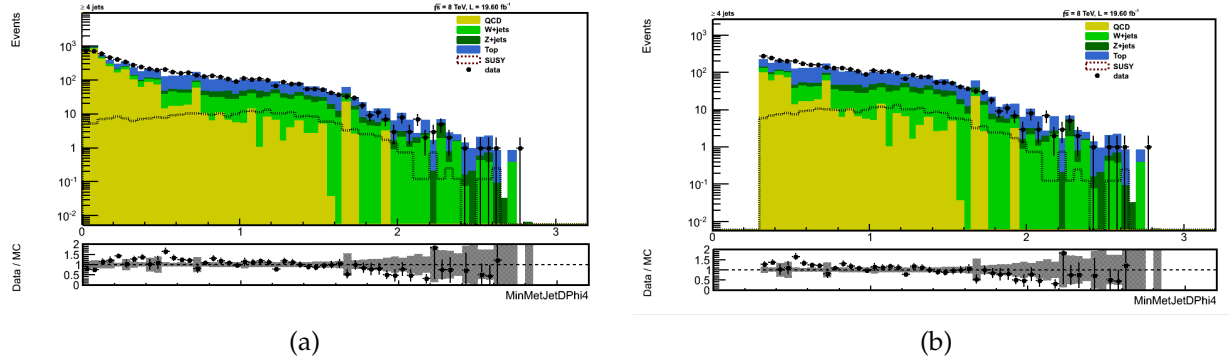 ≥ 4 jets
√s = 8 TeV, L = 19.60 fb⁻¹
Events
QCD
W+jets
Z+jets
Top
SUSY
data
10³
10²
10
1
10⁻¹
10⁻²
0 1 2 3
Data / MC
2
1.5
1
0.5
0
MinMetJetDPhi4
(a)
≥ 4 jets
√s = 8 TeV, L = 19.60 fb⁻¹
Events
QCD
W+jets
Z+jets
Top
SUSY
data
10³
10²
10
1
10⁻¹
10⁻²
0 1 2 3
Data / MC
2
1.5
1
0.5
0
MinMetJetDPhi4
(b)